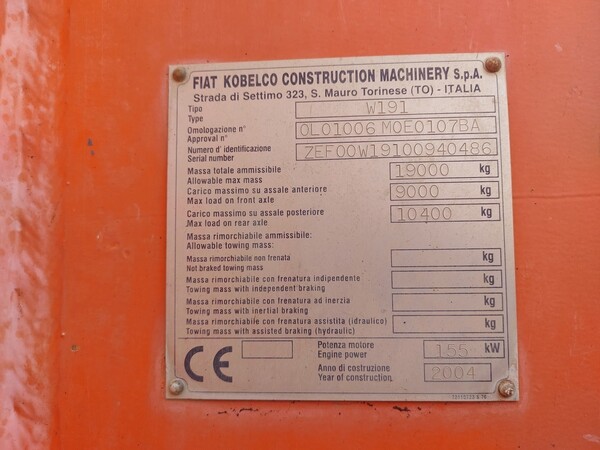 FIAT KOBELCO CONSTRUCTION MACHINERY S.p.A.
Strada di Settimo 323, S. Mauro Torinese (TO) - ITALIA
Tipo
Type
W191
Omologazione n°
Approval n°
OL01006 MOE0107BA
Numero d' identificazione
Serial number
ZEF00W19100940486
Massa totale ammissibile
Allowable max mass
19000 kg
Carico massimo su assale anteriore
Max load on front axle
9000 kg
Carico massimo su assale posteriore
Max load on rear axle
10400 kg
Massa rimorchiabile ammissibile:
Allowable towing mass:
Massa rimorchiabile non frenata
Not braked towing mass
kg
Massa rimorchiabile con frenatura indipendente
Towing mass with independent braking
kg
Massa rimorchiabile con frenatura ad inerzia
Towing mass with inertial braking
kg
Massa rimorchiabile con frenatura assistita (idraulico)
Towing mass with assisted braking (hydraulic)
kg
CE
Potenza motore
Engine power
155 kW
Anno di costruzione
Year of construction
2004